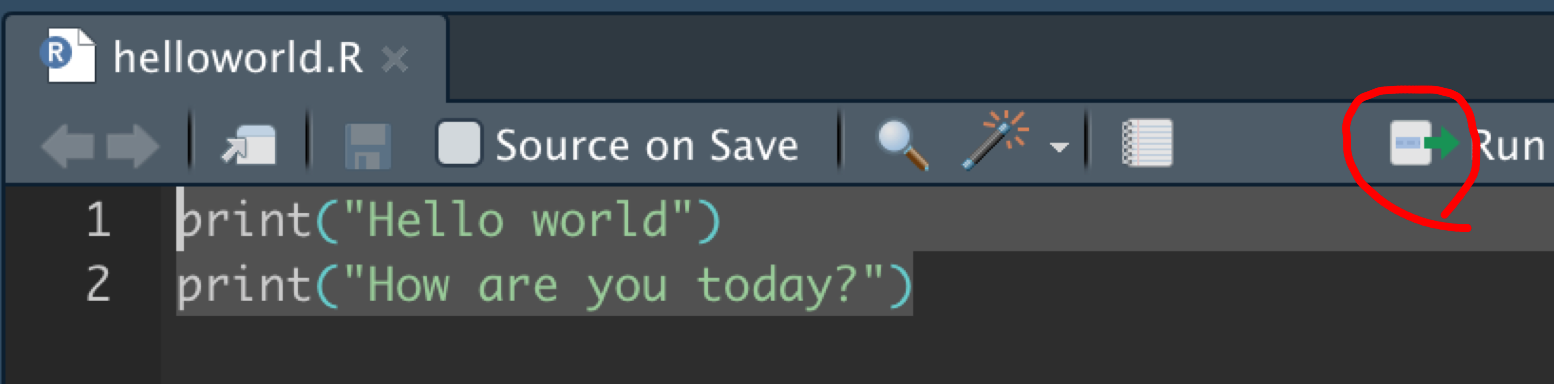 R helloworld.R
Source on Save Run
1 print("Hello world")
2 print("How are you today?")